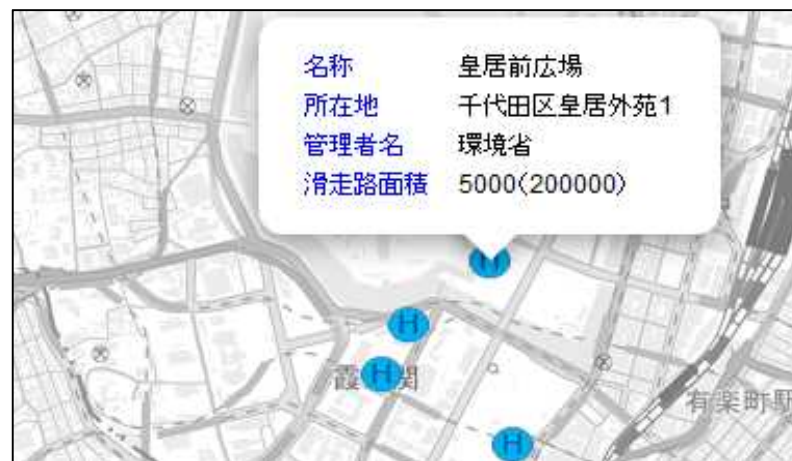 名称 皇居前広場
所在地 千代田区皇居外苑1
管理者名 環境省
滑走路面積 5000(200000)
H
H
霞 H 関
有楽町駅
H